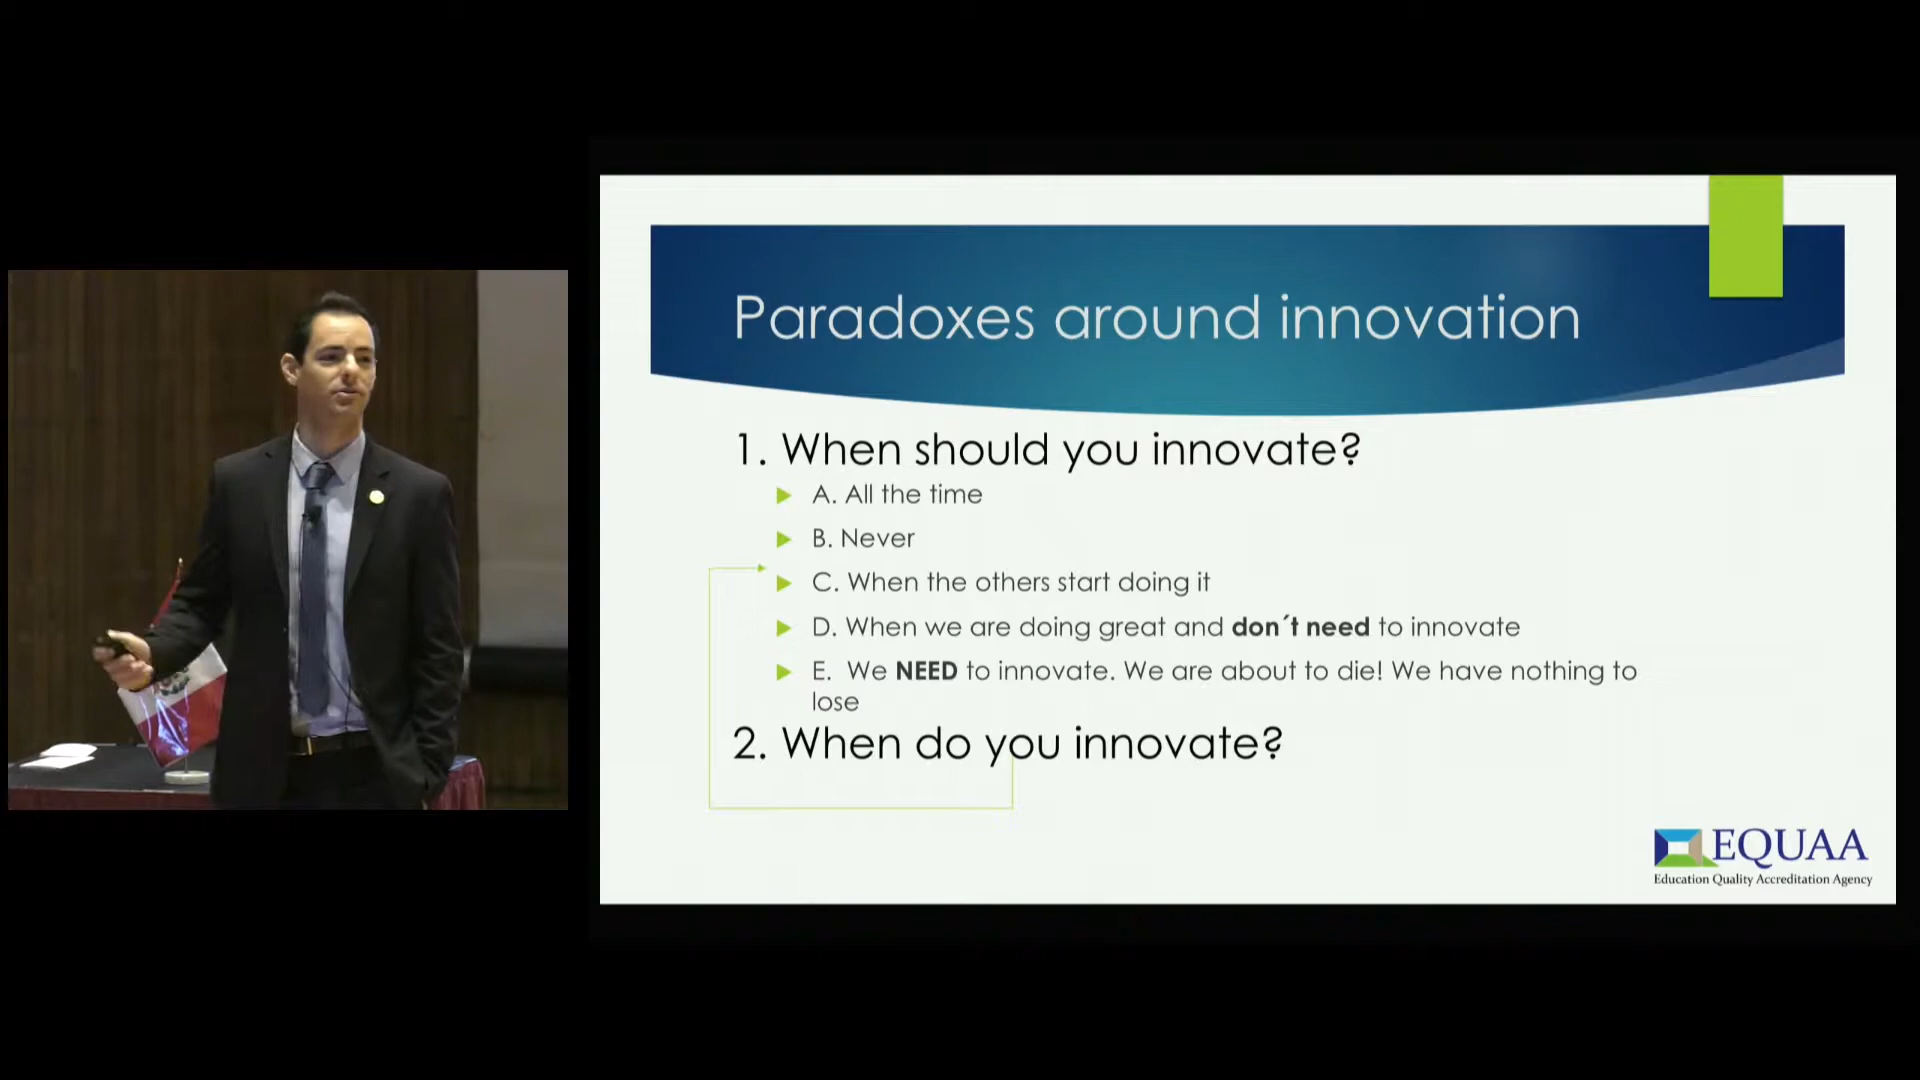 Paradoxes around innovation
1. When should you innovate?
A. All the time
B. Never
C. When the others start doing it
D. When we are doing great and don´t need to innovate
E. We NEED to innovate. We are about to die! We have nothing to
lose
2. When do you innovate?
EQUAA
Education Quality Accreditation Agency